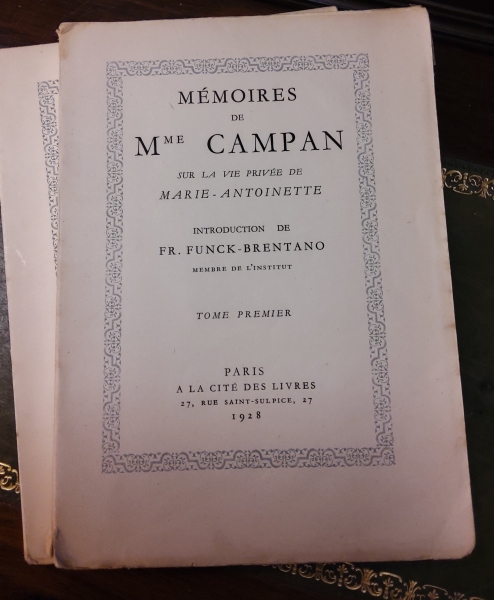 MÉMOIRES
DE
MME CAMPAN
SUR LA VIE PRIVÉE DE
MARIE-ANTOINETTE
INTRODUCTION DE
FR. FUNCK-BRENTANO
MEMBRE DE L'INSTITUT
TOME PREMIER
PARIS
A LA CITÉ DES LIVRES
27, RUE SAINT-SULPICE, 27
1928